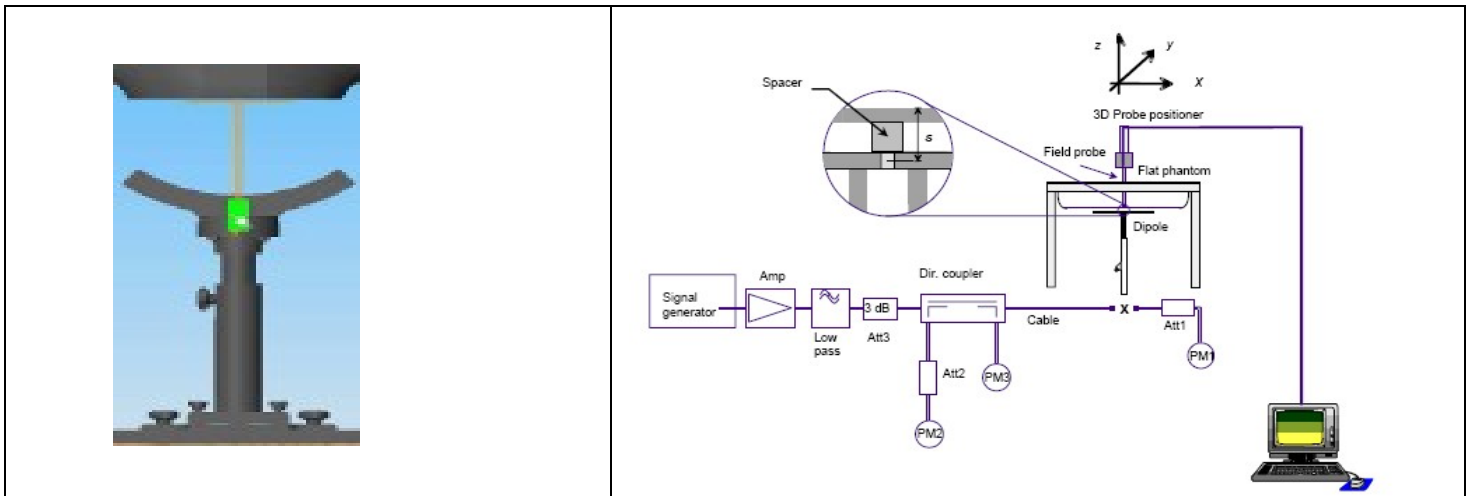 z
y
X
Spacer
s
3D Probe positioner
Field probe
Flat phantom
Dipole
Signal
generator
Amp
Low
pass
3 dB
Att3
Dir. coupler
Cable
X
Att1
PM1
Att2
PM3
PM2